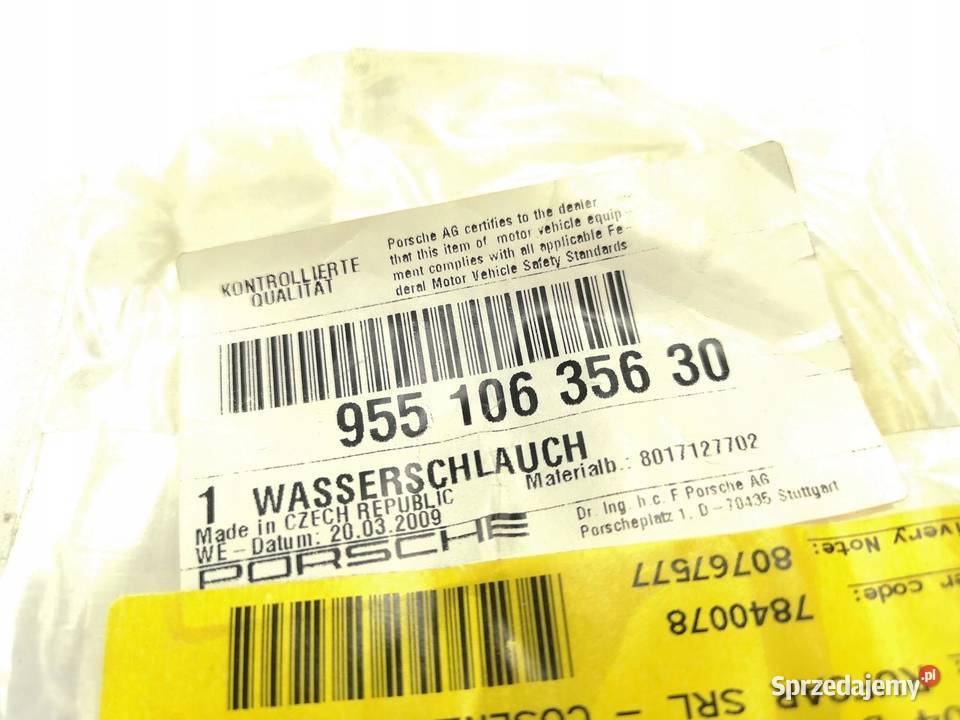 KONTROLLIERTE
QUALITÄT
Porsche AG certifies to the dealer
that this item of motor vehicle equip-
ment complies with all applicable Fe-
deral Motor Vehicle Safety Standards
955 106 356 30
1 WASSERSCHLAUCH
Materialb.: 8017127702
Made in CZECH REPUBLIC
WE-Datum: 20.03.2009
PORSCHE
Dr. Ing. h.c. F Porsche AG
Porscheplatz 1, D-70435 Stuttgart
Note:
80767577
code:
7840078
SRL -
Sprzedajemy.pl